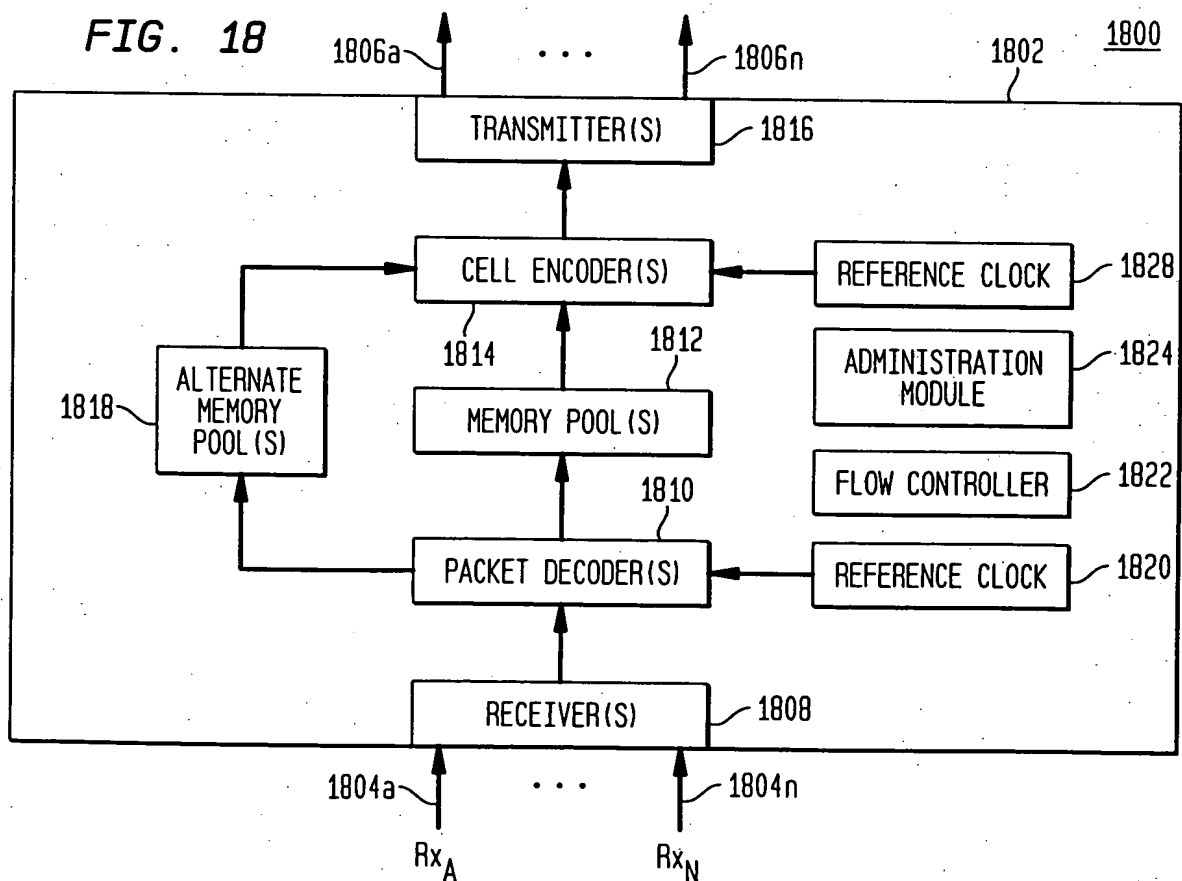 FIG. 18
1800
1806a
• • •
1806n
1802
TRANSMITTER(S)
1816
CELL ENCODER(S)
1814
REFERENCE CLOCK
1828
1812
ALTERNATE
MEMORY
POOL(S)
1818
MEMORY POOL(S)
ADMINISTRATION
MODULE
1824
FLOW CONTROLLER
1822
1810
PACKET DECODER(S)
REFERENCE CLOCK
1820
RECEIVER(S)
1808
1804a
• • •
1804n
RxA
RxN